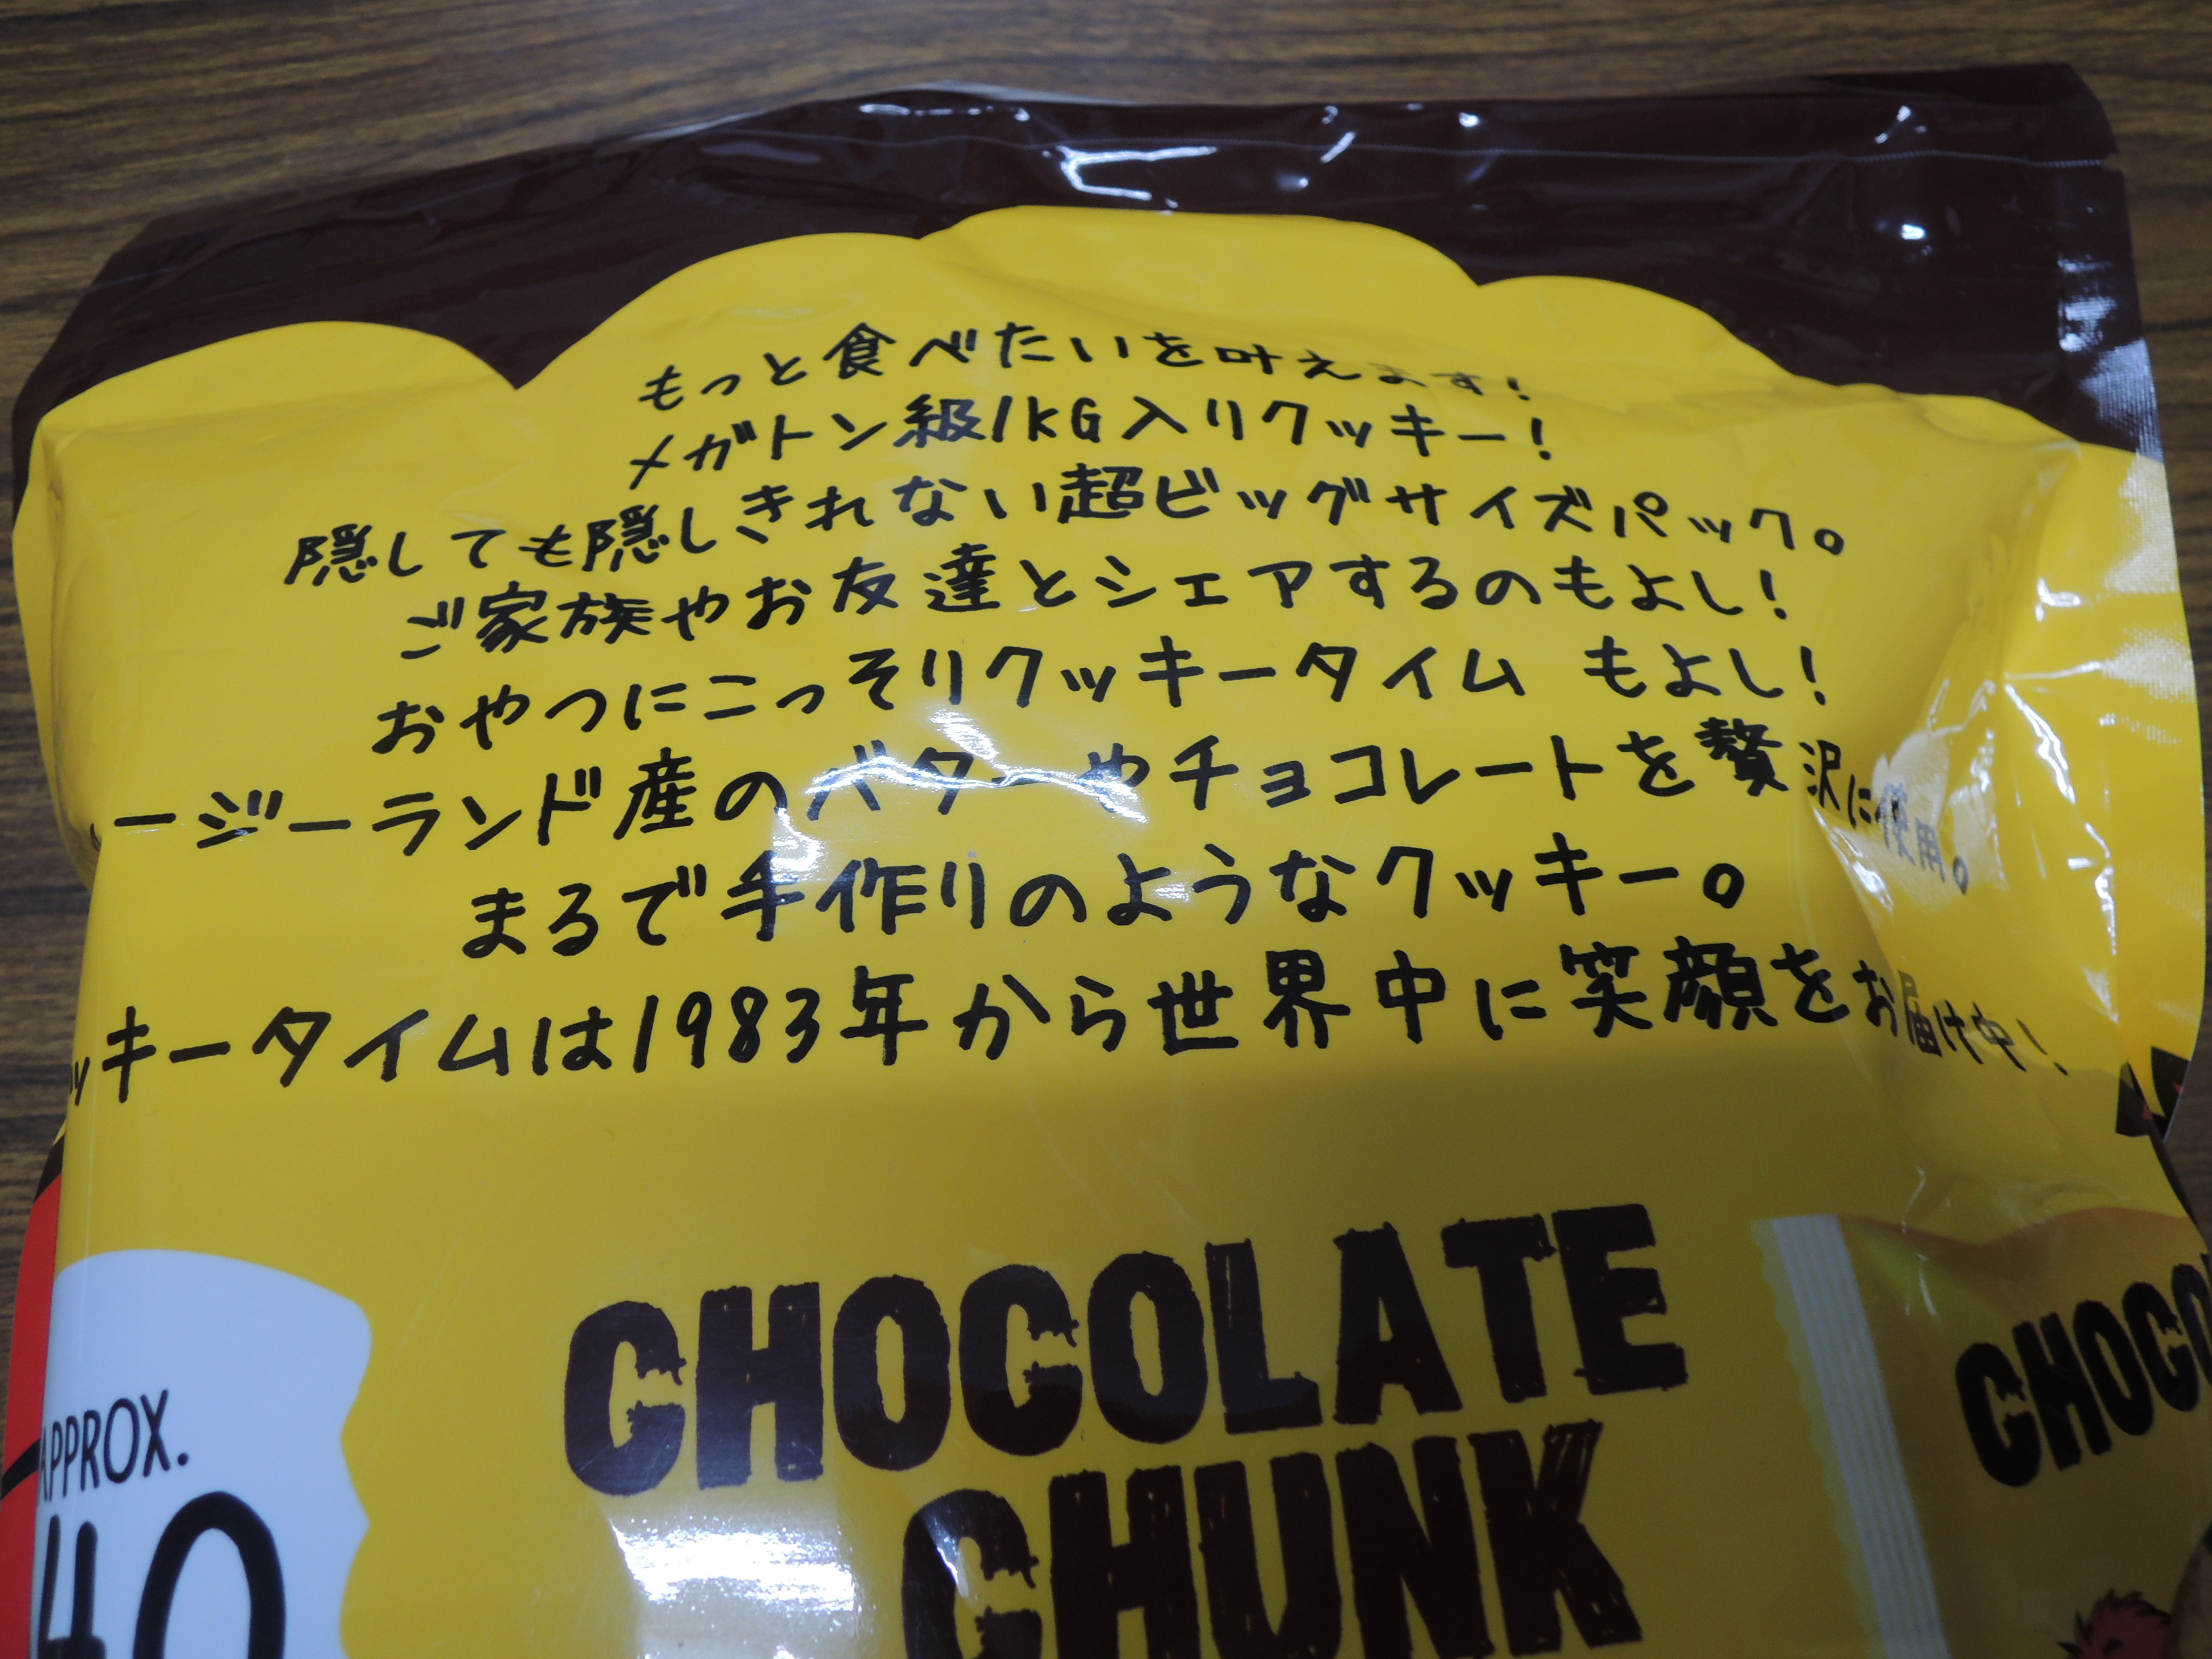 もっと食べたいを叶えます!
メガトン級1KG入りクッキー!
隠しても隠しきれない超ビッグサイズパック。
ご家族やお友達とシェアするのもよし!
おやつにこっそりクッキータイム もよし!
ージーランド産のバターやチョコレートを贅沢に使用。
まるで手作りのようなクッキー。
ッキータイムは1983年から世界中に笑顔をお届け中!
CHOCOLATE
CHUNK
APPROX.
40
CHOCO